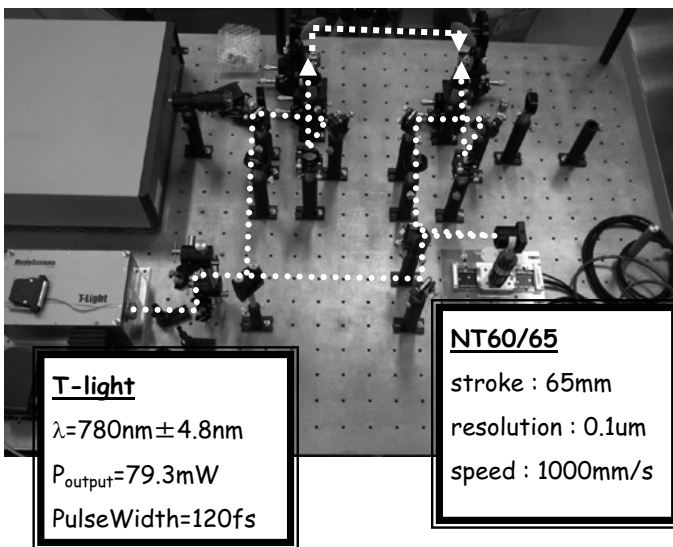 MenloSystems
T-Light
T-light
λ=780nm±4.8nm
Poutput=79.3mW
PulseWidth=120fs
NT60/65
stroke : 65mm
resolution : 0.1um
speed : 1000mm/s